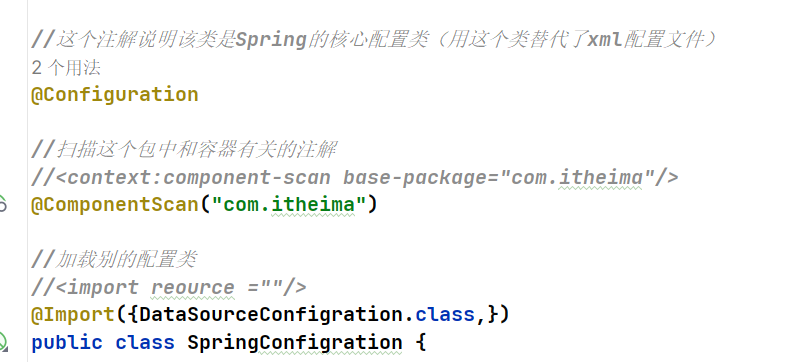 //这个注解说明该类是Spring的核心配置类（用这个类替代了xml配置文件）
2 个用法
@Configuration
//扫描这个包中和容器有关的注解
//<context:component-scan base-package="com.itheima"/>
@ComponentScan("com.itheima")
//加载别的配置类
//<import reource =""/>
@Import({DataSourceConfigration.class,})
public class SpringConfigration {